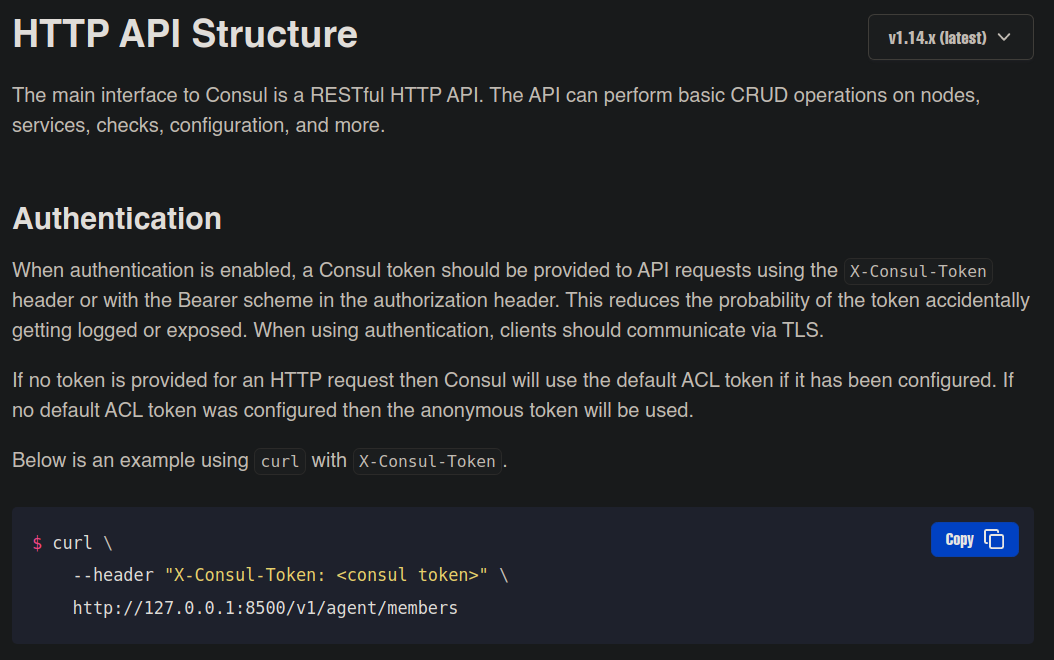 HTTP API Structure
v1.14.x (latest)
The main interface to Consul is a RESTful HTTP API. The API can perform basic CRUD operations on nodes,
services, checks, configuration, and more.
Authentication
When authentication is enabled, a Consul token should be provided to API requests using the X-Consul-Token
header or with the Bearer scheme in the authorization header. This reduces the probability of the token accidentally
getting logged or exposed. When using authentication, clients should communicate via TLS.
If no token is provided for an HTTP request then Consul will use the default ACL token if it has been configured. If
no default ACL token was configured then the anonymous token will be used.
Below is an example using curl with X-Consul-Token.
$ curl \
Copy
--header "X-Consul-Token: <consul token>" \
http://127.0.0.1:8500/v1/agent/members